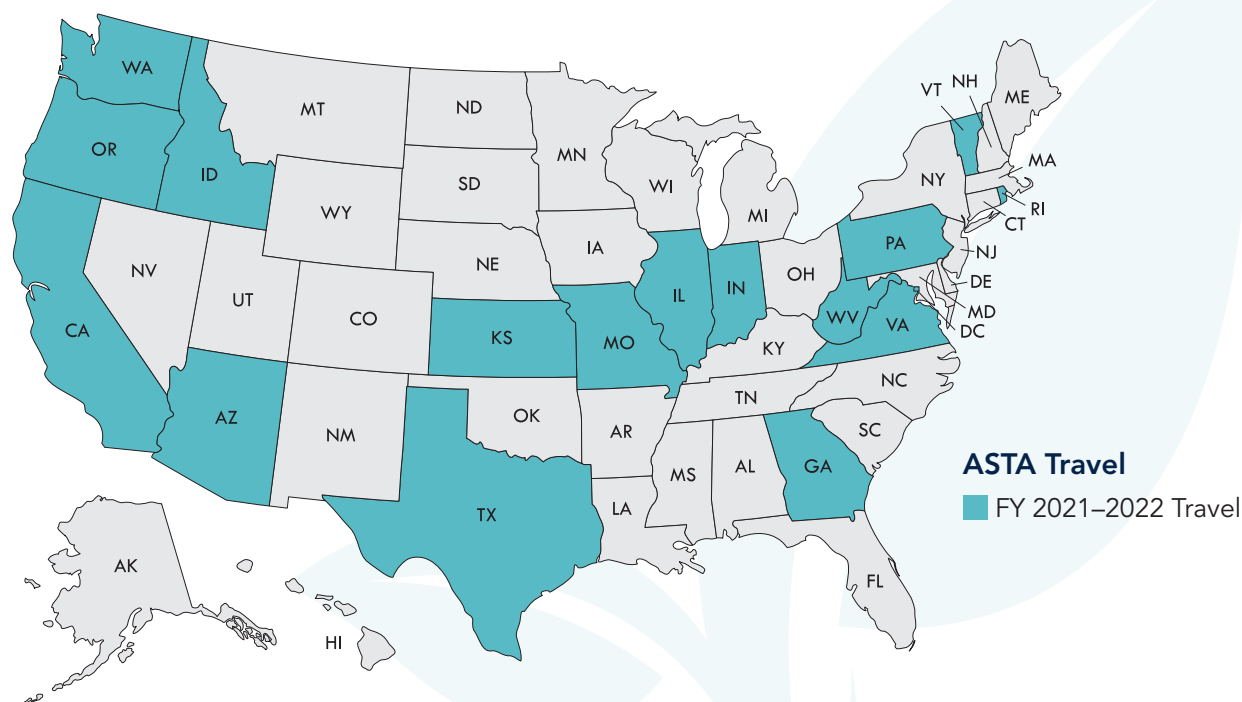 WA
MT
ND
MN
VT
NH
ME
OR
ID
SD
WI
MI
NY
MA
RI
CT
WY
IA
NE
PA
NJ
NV
UT
CO
IL
IN
OH
DE
MD
DC
CA
KS
MO
WV
VA
KY
AZ
NM
OK
TN
NC
AR
SC
MS
AL
GA
ASTA Travel
FY 2021–2022 Travel
TX
LA
AK
FL
HI